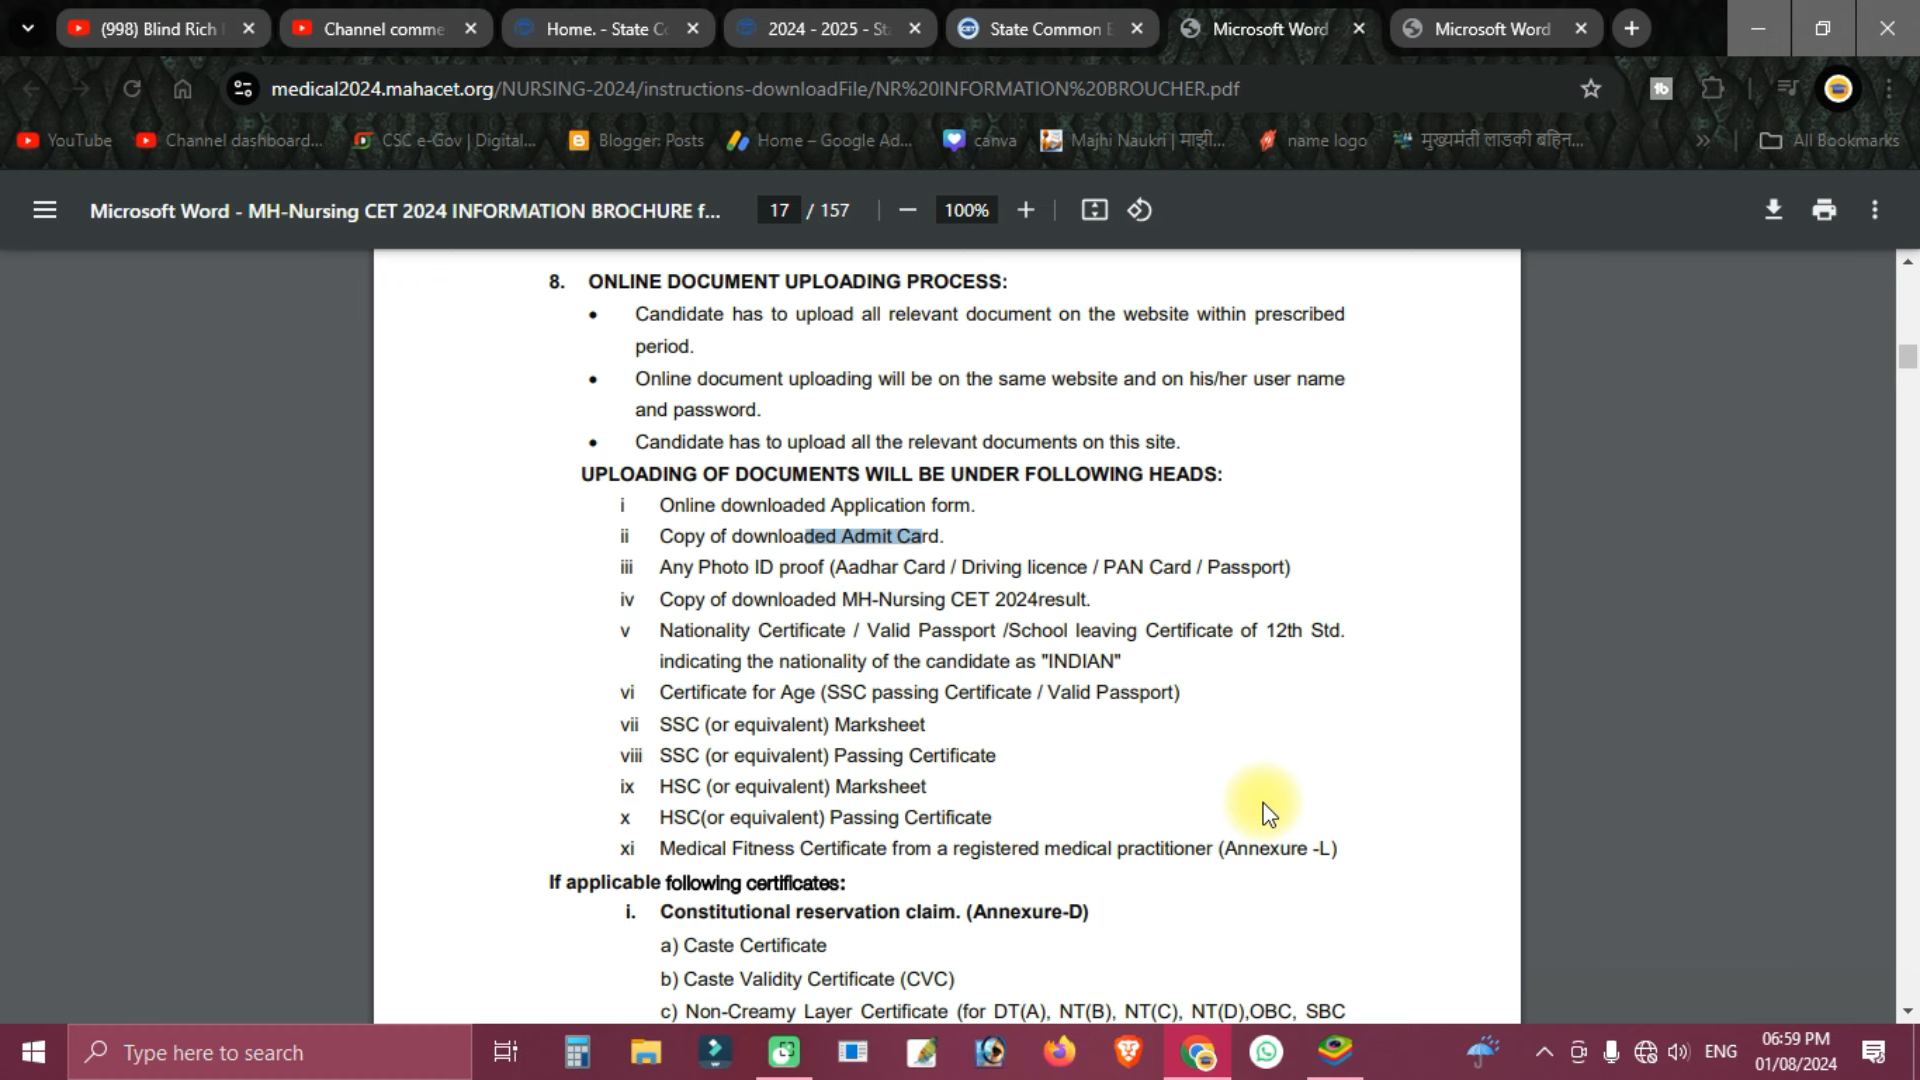 (998) Blind Rich
Channel comme
Home. - State Co
2024 - 2025 - St
State Common E
Microsoft Word
Microsoft Word
medical2024.mahacet.org/NURSING-2024/instructions-downloadFile/NR%20INFORMATION%20BROUCHER.pdf
YouTube
Channel dashboard...
CSC e-Gov | Digital...
Blogger: Posts
Home – Google Ad...
canva
Majhi Naukri | माझी...
name logo
मुख्यमंती लाडकी बहिन...
All Bookmarks
Microsoft Word - MH-Nursing CET 2024 INFORMATION BROCHURE f...
17 / 157
100%
8. ONLINE DOCUMENT UPLOADING PROCESS:
• Candidate has to upload all relevant document on the website within prescribed
period.
• Online document uploading will be on the same website and on his/her user name
and password.
• Candidate has to upload all the relevant documents on this site.
UPLOADING OF DOCUMENTS WILL BE UNDER FOLLOWING HEADS:
i Online downloaded Application form.
ii Copy of downloaded Admit Card.
iii Any Photo ID proof (Aadhar Card / Driving licence / PAN Card / Passport)
iv Copy of downloaded MH-Nursing CET 2024result.
v Nationality Certificate / Valid Passport /School leaving Certificate of 12th Std.
indicating the nationality of the candidate as "INDIAN"
vi Certificate for Age (SSC passing Certificate / Valid Passport)
vii SSC (or equivalent) Marksheet
viii SSC (or equivalent) Passing Certificate
ix HSC (or equivalent) Marksheet
x HSC(or equivalent) Passing Certificate
xi Medical Fitness Certificate from a registered medical practitioner (Annexure -L)
If applicable following certificates:
i. Constitutional reservation claim. (Annexure-D)
a) Caste Certificate
b) Caste Validity Certificate (CVC)
c) Non-Creamy Layer Certificate (for DT(A), NT(B), NT(C), NT(D),OBC, SBC
Type here to search
ENG
06:59 PM
01/08/2024